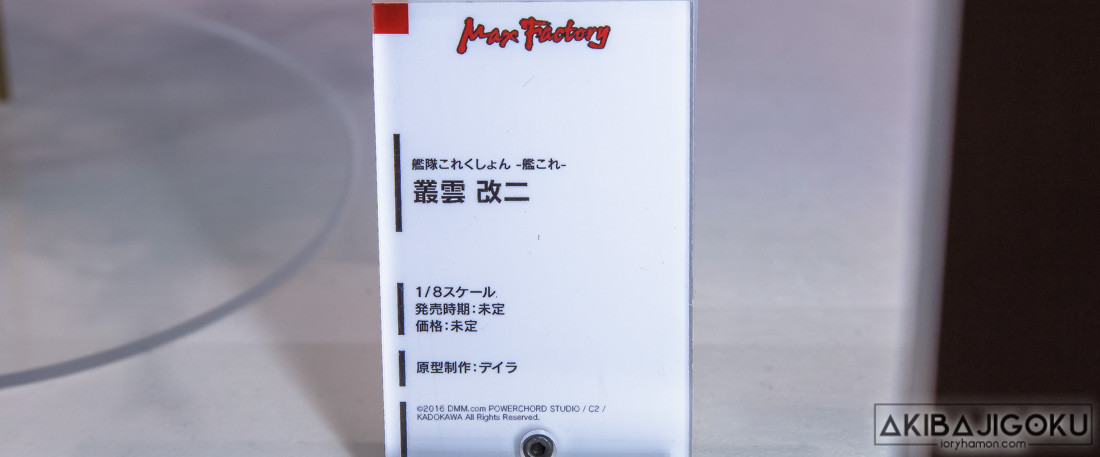 Max Factory
艦隊これくしょん -艦これ-
叢雲 改二
1/8スケール
発売時期:未定
価格:未定
原型制作:デイラ
©2016 DMM.com POWERCHORD STUDIO / C2 /
KADOKAWA All Rights Reserved.
AKIBAJIGOKU
ioryhamon.com